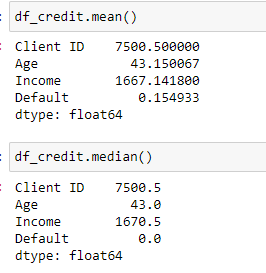 : df_credit.mean()
: Client ID    7500.500000
Age            43.150067
Income       1667.141800
Default         0.154933
dtype: float64
: df_credit.median()
: Client ID    7500.5
Age            43.0
Income       1670.5
Default         0.0
dtype: float64